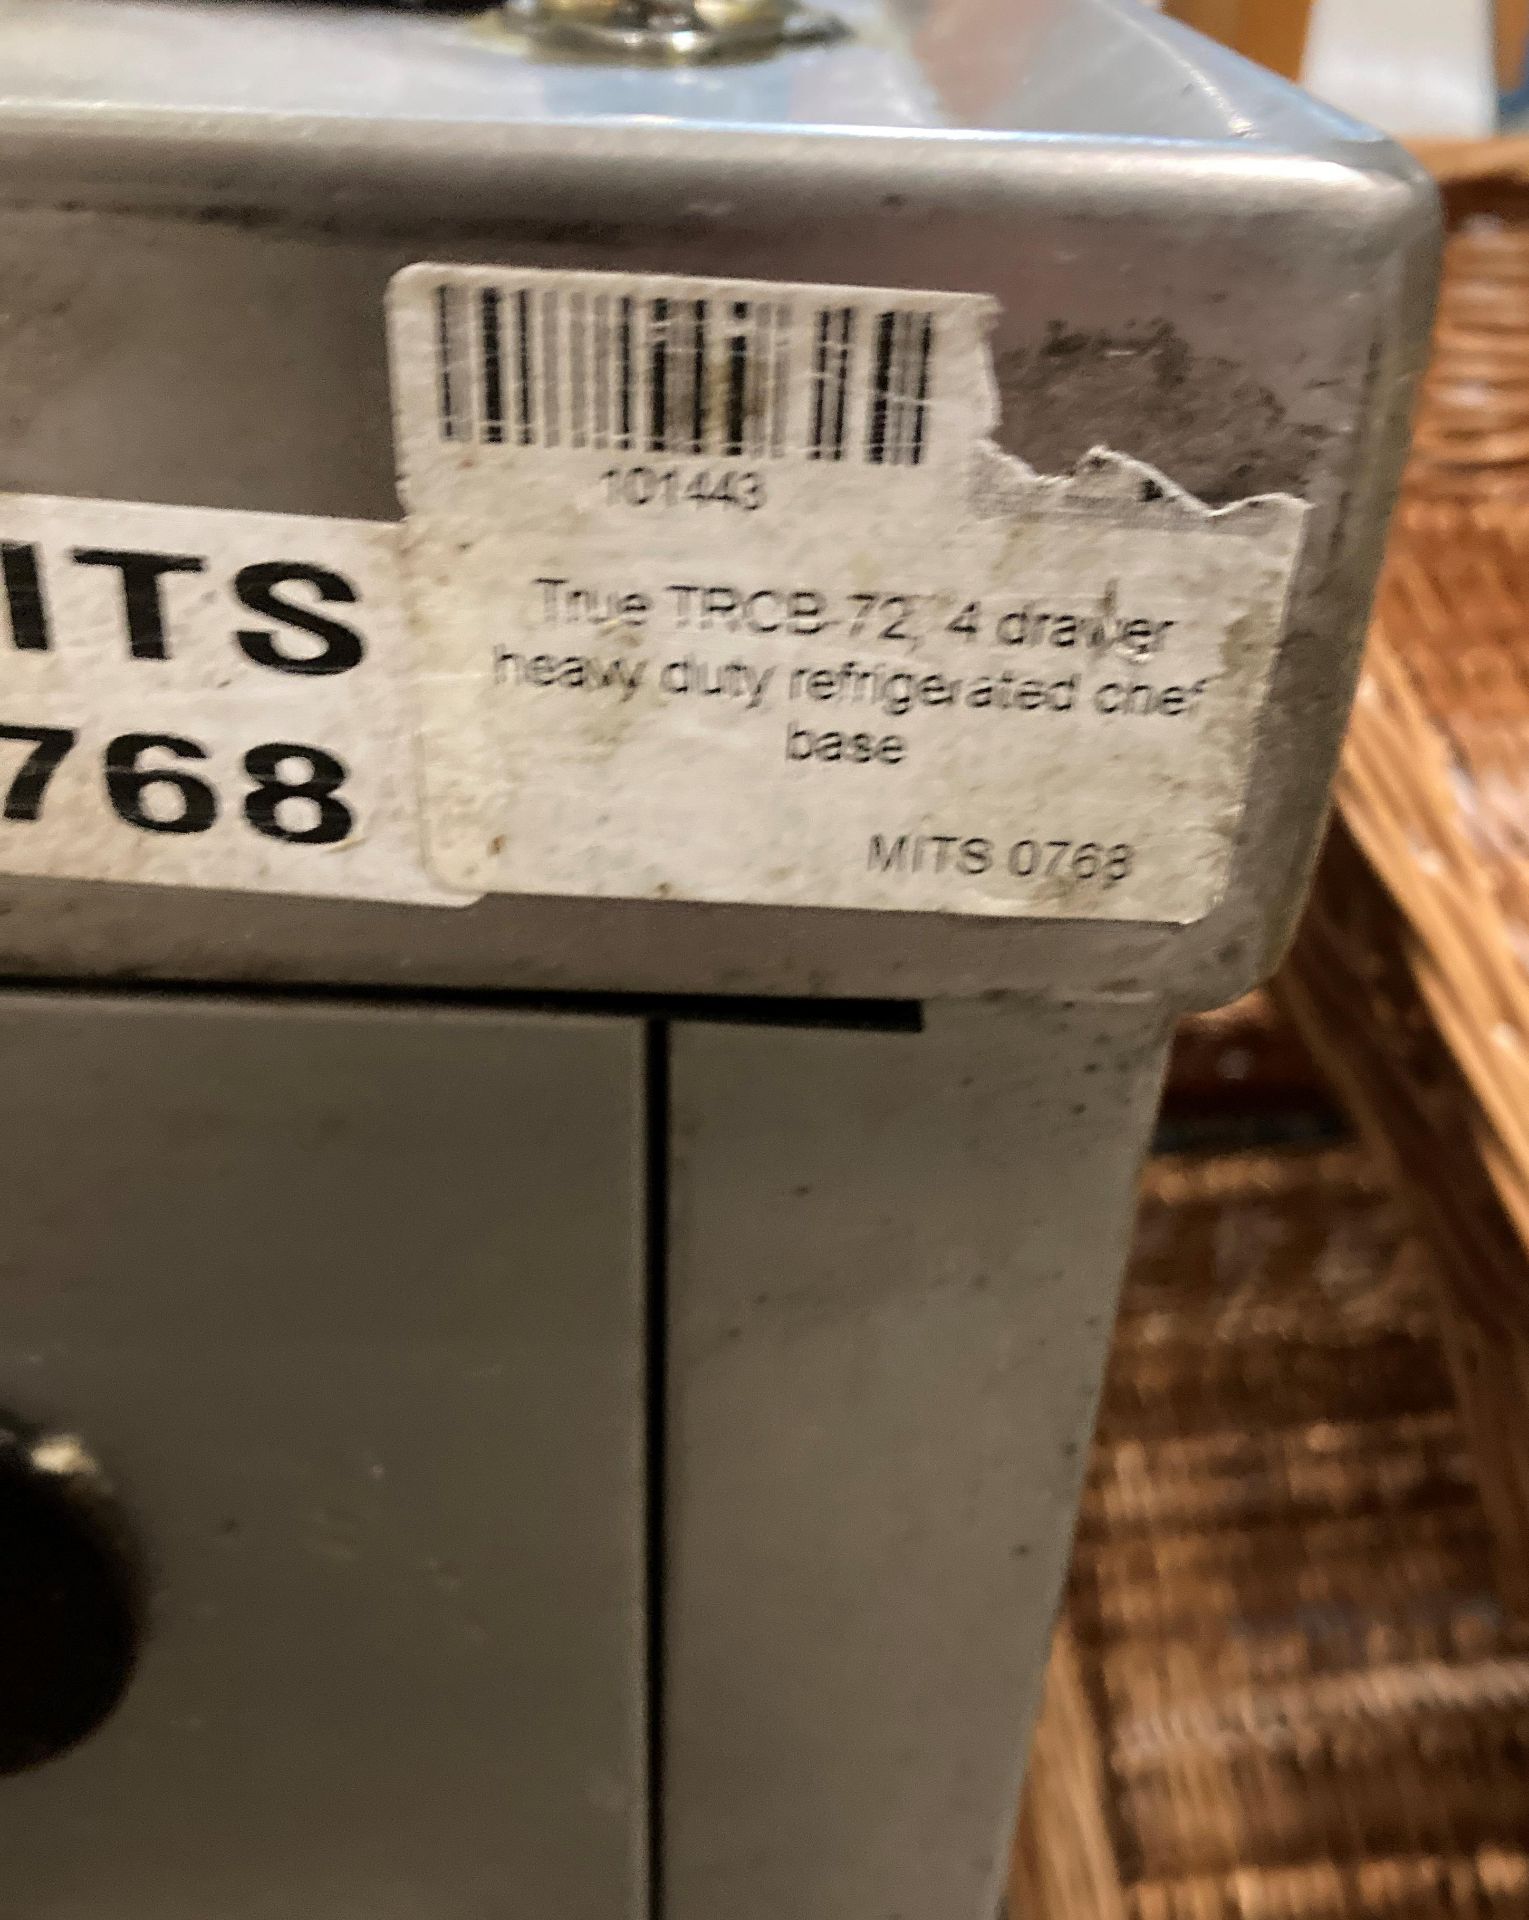 101443
True TRCB-72, 4 drawer
heavy duty refrigerated chef
base
MITS 0768
ITS
768